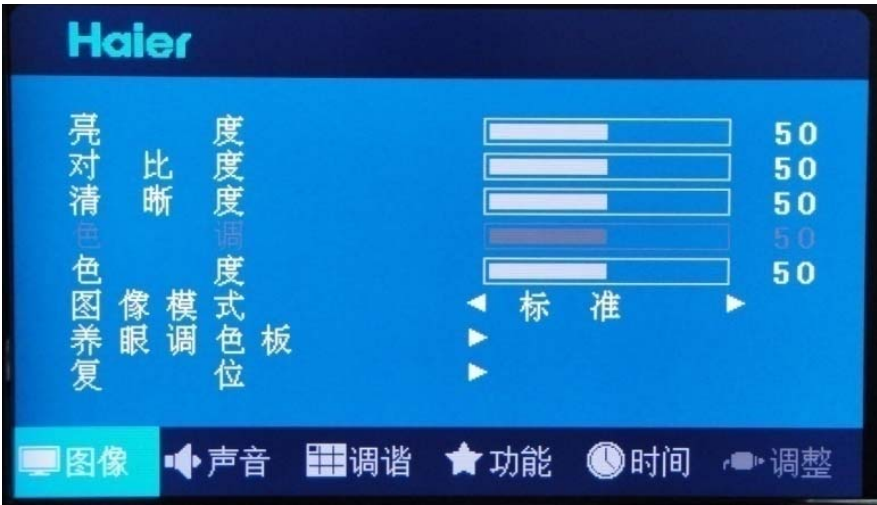 Haier
亮度 50
对比度 50
清晰度 50
色调 50
色度 50
图像模式 标准
养眼调色板
复位
图像 声音 调谐 功能 时间 调整